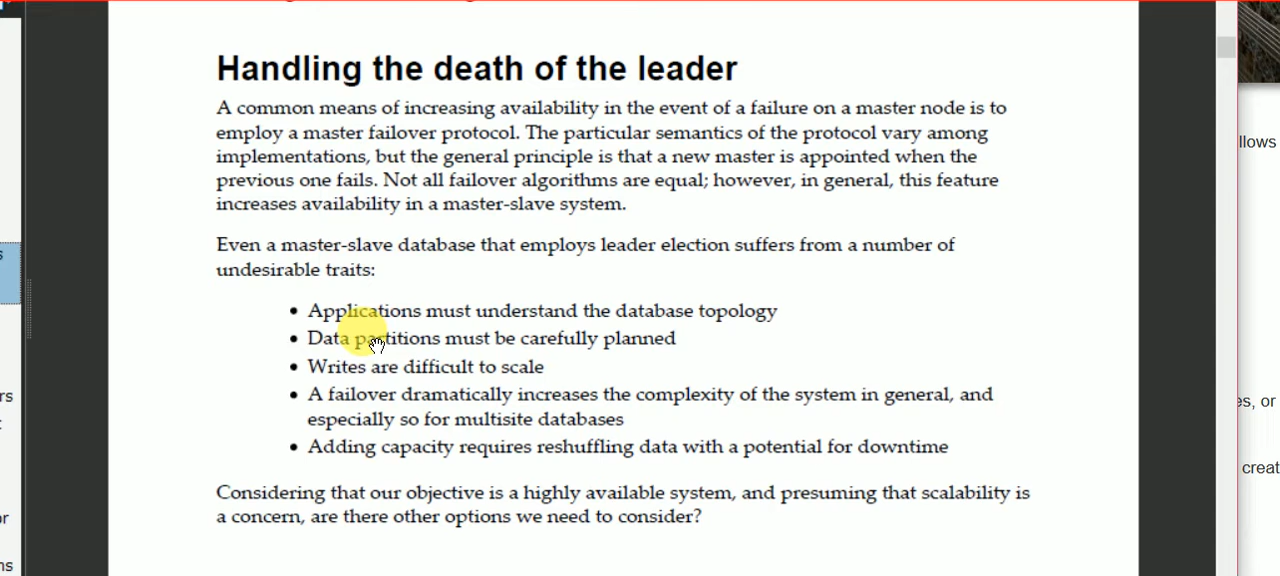 Handling the death of the leader
A common means of increasing availability in the event of a failure on a master node is to
employ a master failover protocol. The particular semantics of the protocol vary among
implementations, but the general principle is that a new master is appointed when the
previous one fails. Not all failover algorithms are equal; however, in general, this feature
increases availability in a master-slave system.
Even a master-slave database that employs leader election suffers from a number of
undesirable traits:
• Applications must understand the database topology
• Data partitions must be carefully planned
• Writes are difficult to scale
• A failover dramatically increases the complexity of the system in general, and
especially so for multisite databases
• Adding capacity requires reshuffling data with a potential for downtime
Considering that our objective is a highly available system, and presuming that scalability is
a concern, are there other options we need to consider?
llows
es, or
creat
s
rs
or
ns